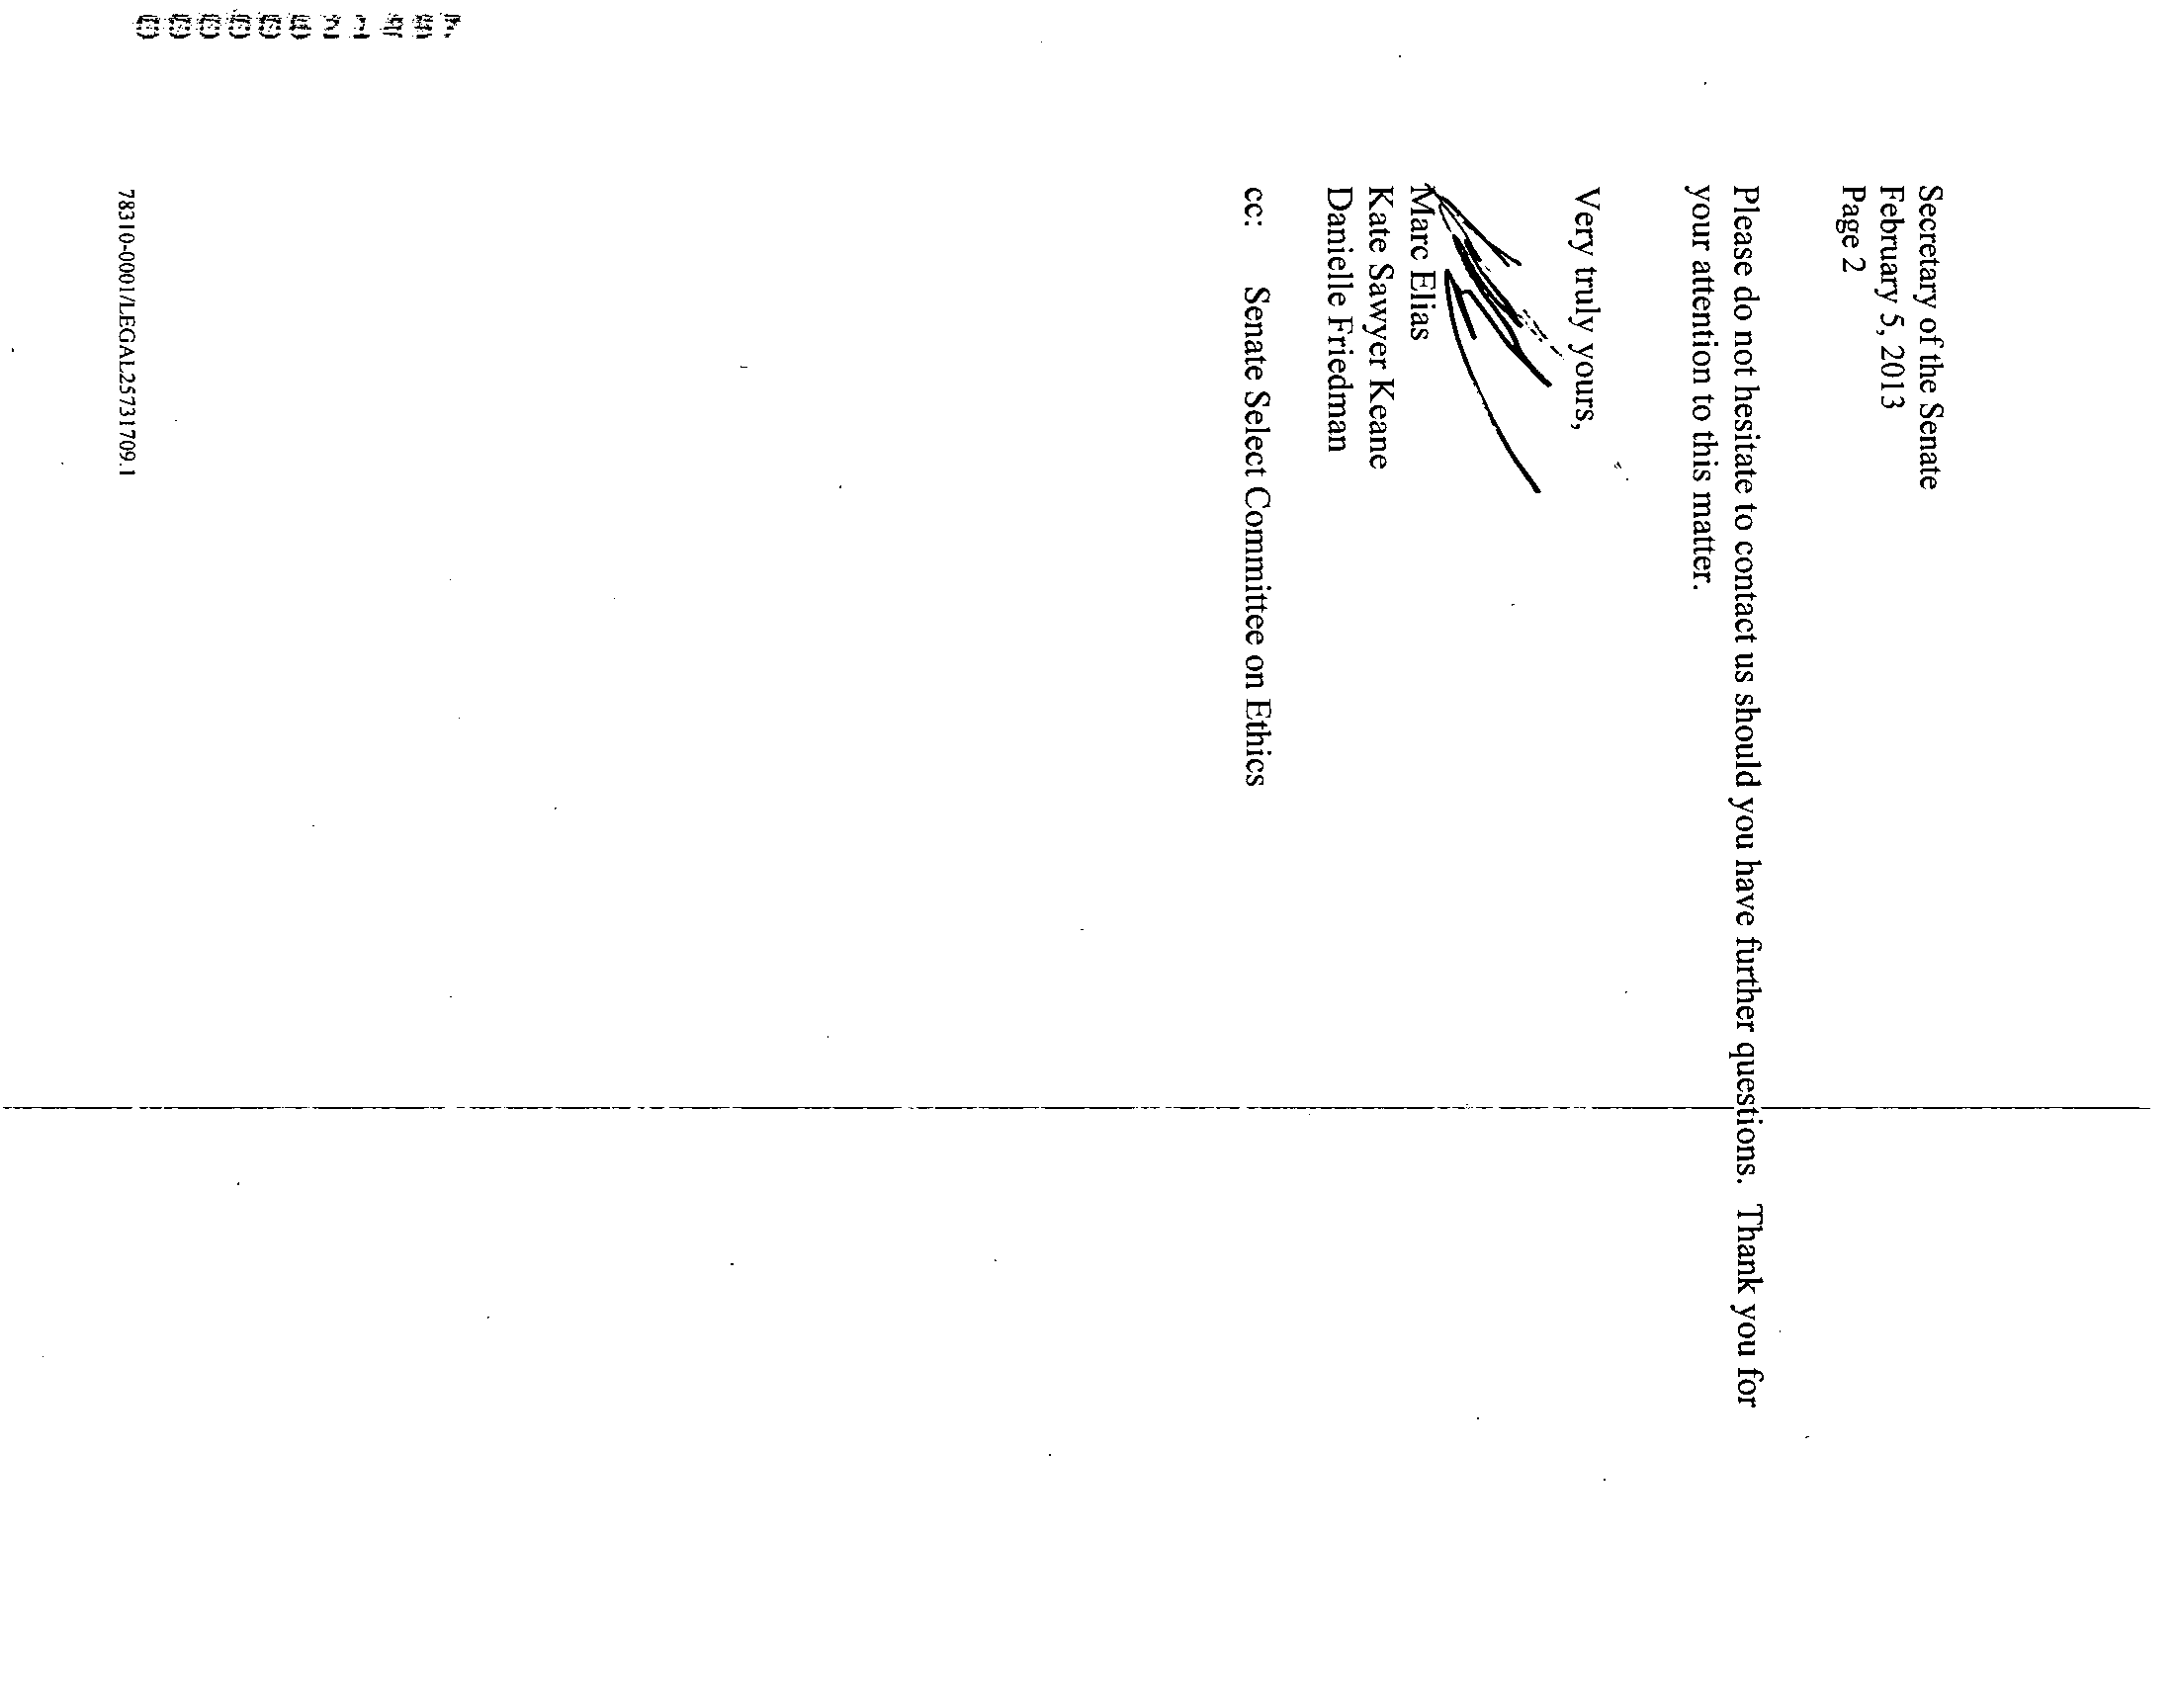 Secretary of the Senate
February 5, 2013
Page 2
Please do not hesitate to contact us should you have further questions. Thank you for
your attention to this matter.
Very truly yours,
Marc Elias
Kate Sawyer Keane
Danielle Friedman
cc: Senate Select Committee on Ethics
78310-0001/LEGAL25731709.1